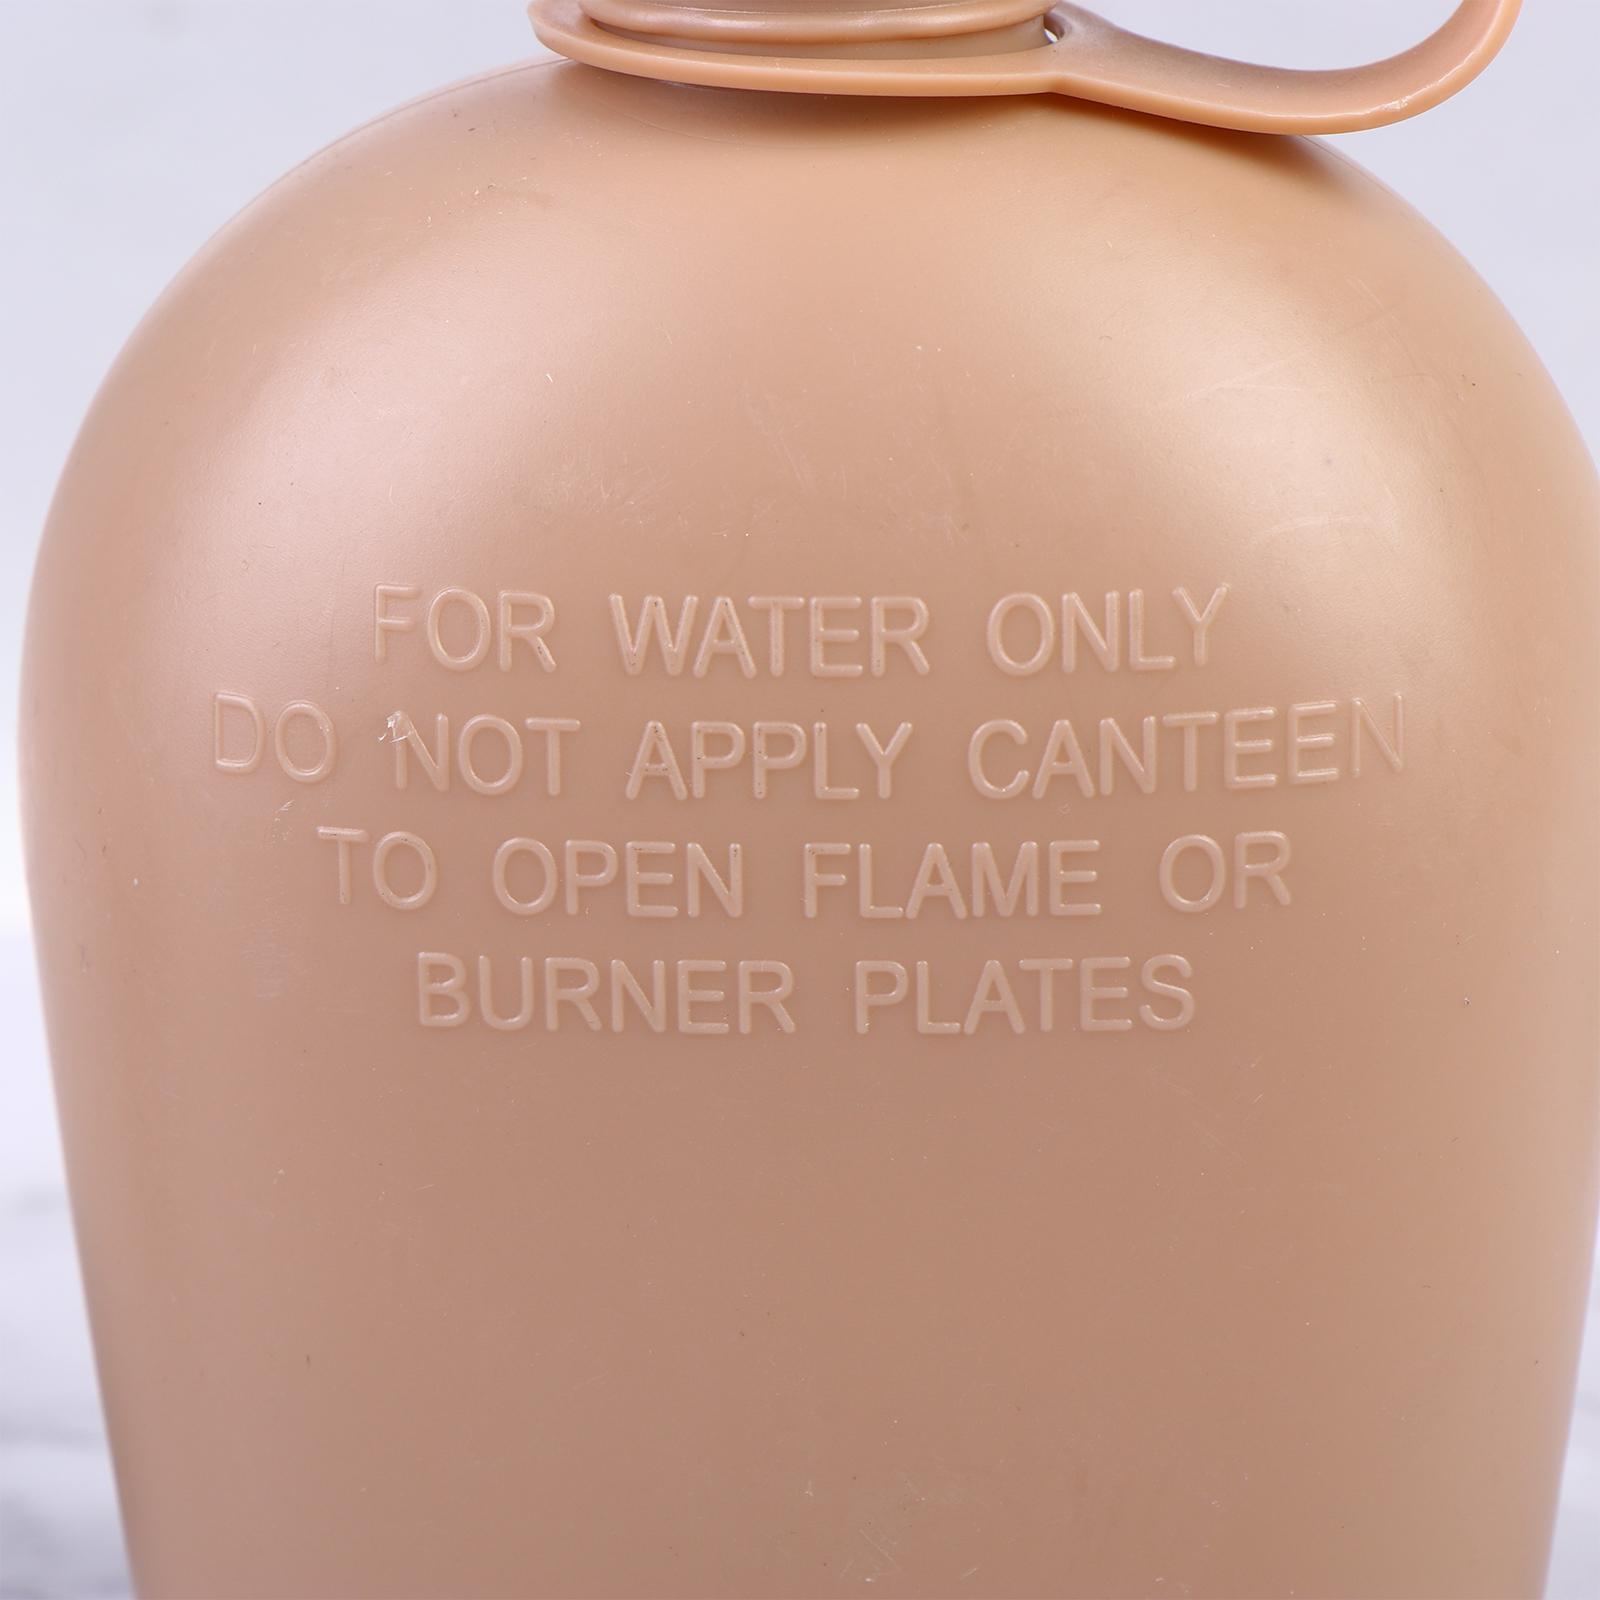 FOR WATER ONLY
DO NOT APPLY CANTEEN
TO OPEN FLAME OR
BURNER PLATES